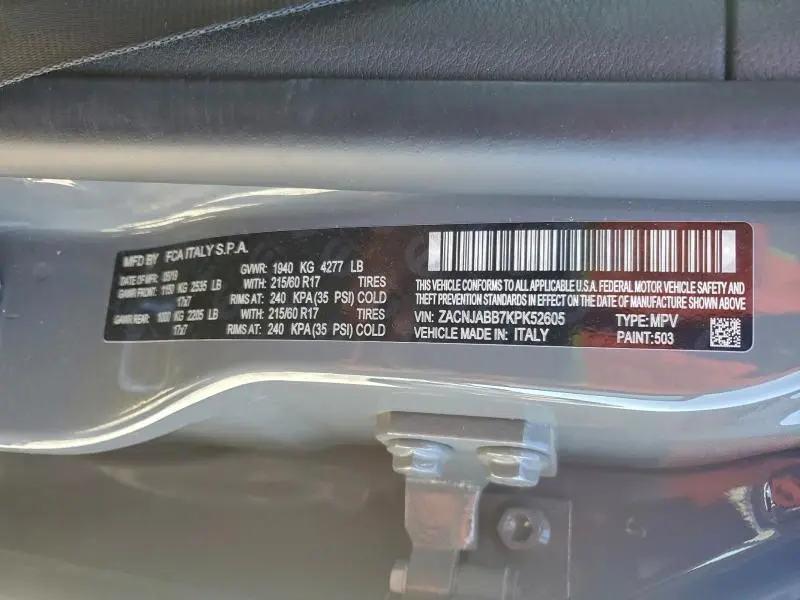 MFD BY FCA ITALY S.P.A.
DATE OF MFR 05/19 GVWR: 1940 KG 4277 LB
GAWR FRONT: 1150 KG 2535 LB WITH: 215/60 R17 TIRES
17x7 RIMS AT: 240 KPA(35 PSI) COLD
GAWR REAR: 1000 KG 2205 LB WITH: 215/60 R17 TIRES
17x7 RIMS AT: 240 KPA(35 PSI) COLD
THIS VEHICLE CONFORMS TO ALL APPLICABLE U.S.A. FEDERAL MOTOR VEHICLE SAFETY AND
THEFT PREVENTION STANDARDS IN EFFECT ON THE DATE OF MANUFACTURE SHOWN ABOVE
VIN: ZACNJABB7KPK52605 TYPE:MPV
VEHICLE MADE IN: ITALY PAINT:503